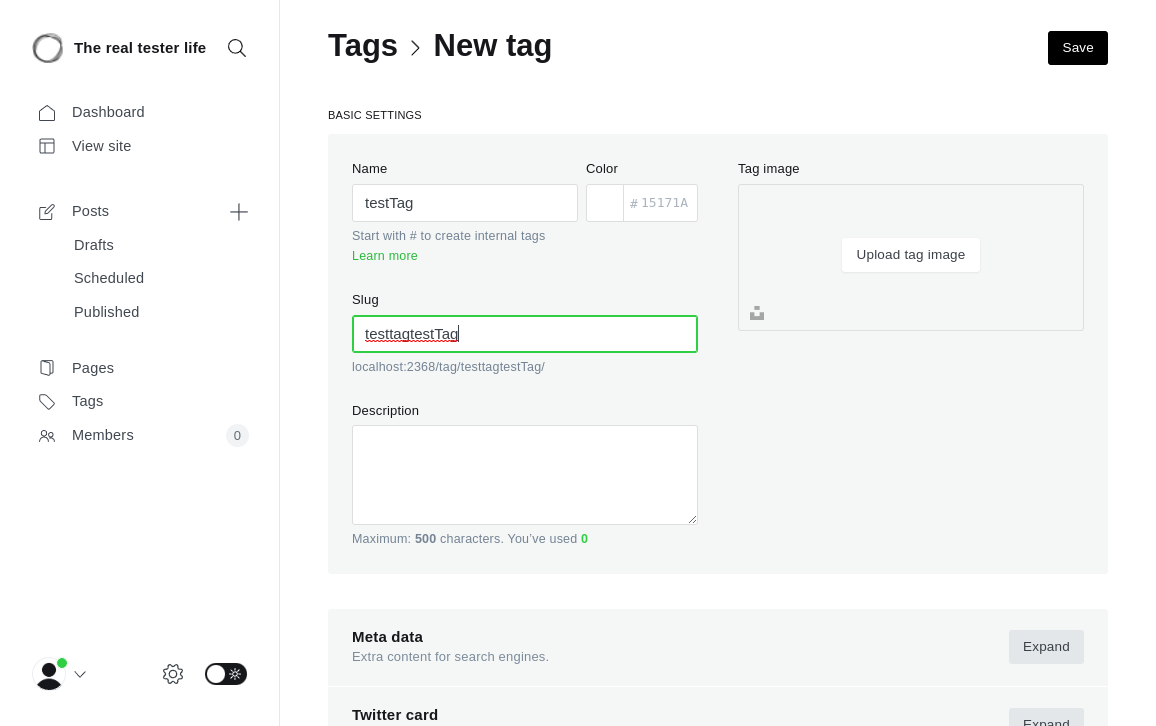 The real tester life
Dashboard
View site
Posts
Drafts
Scheduled
Published
Pages
Tags
Members
0
Tags > New tag
Save
BASIC SETTINGS
Name
Color
Tag image
testTag
# 15171A
Start with # to create internal tags
Learn more
Upload tag image
Slug
testtagtestTag
localhost:2368/tag/testtagtestTag/
Description
Maximum: 500 characters. You’ve used 0
Meta data
Extra content for search engines.
Expand
Twitter card
Expand